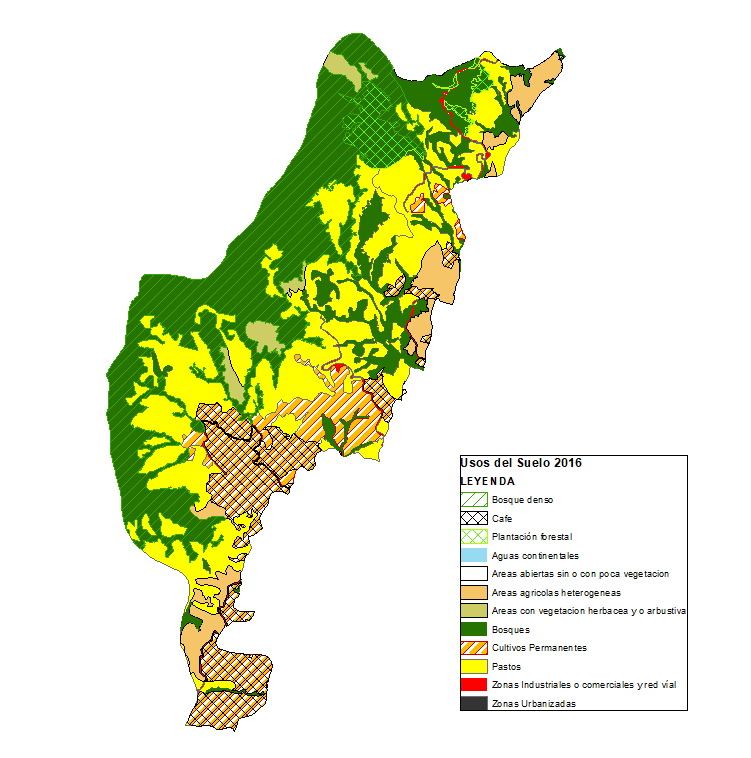 Usos del Suelo 2016
LEYENDA
Bosque denso
Cafe
Plantación forestal
Aguas continentales
Areas abiertas sin o con poca vegetacion
Areas agricolas heterogeneas
Areas con vegetacion herbacea y o arbustiva
Bosques
Cultivos Permanentes
Pastos
Zonas Industriales o comerciales y red víal
Zonas Urbanizadas